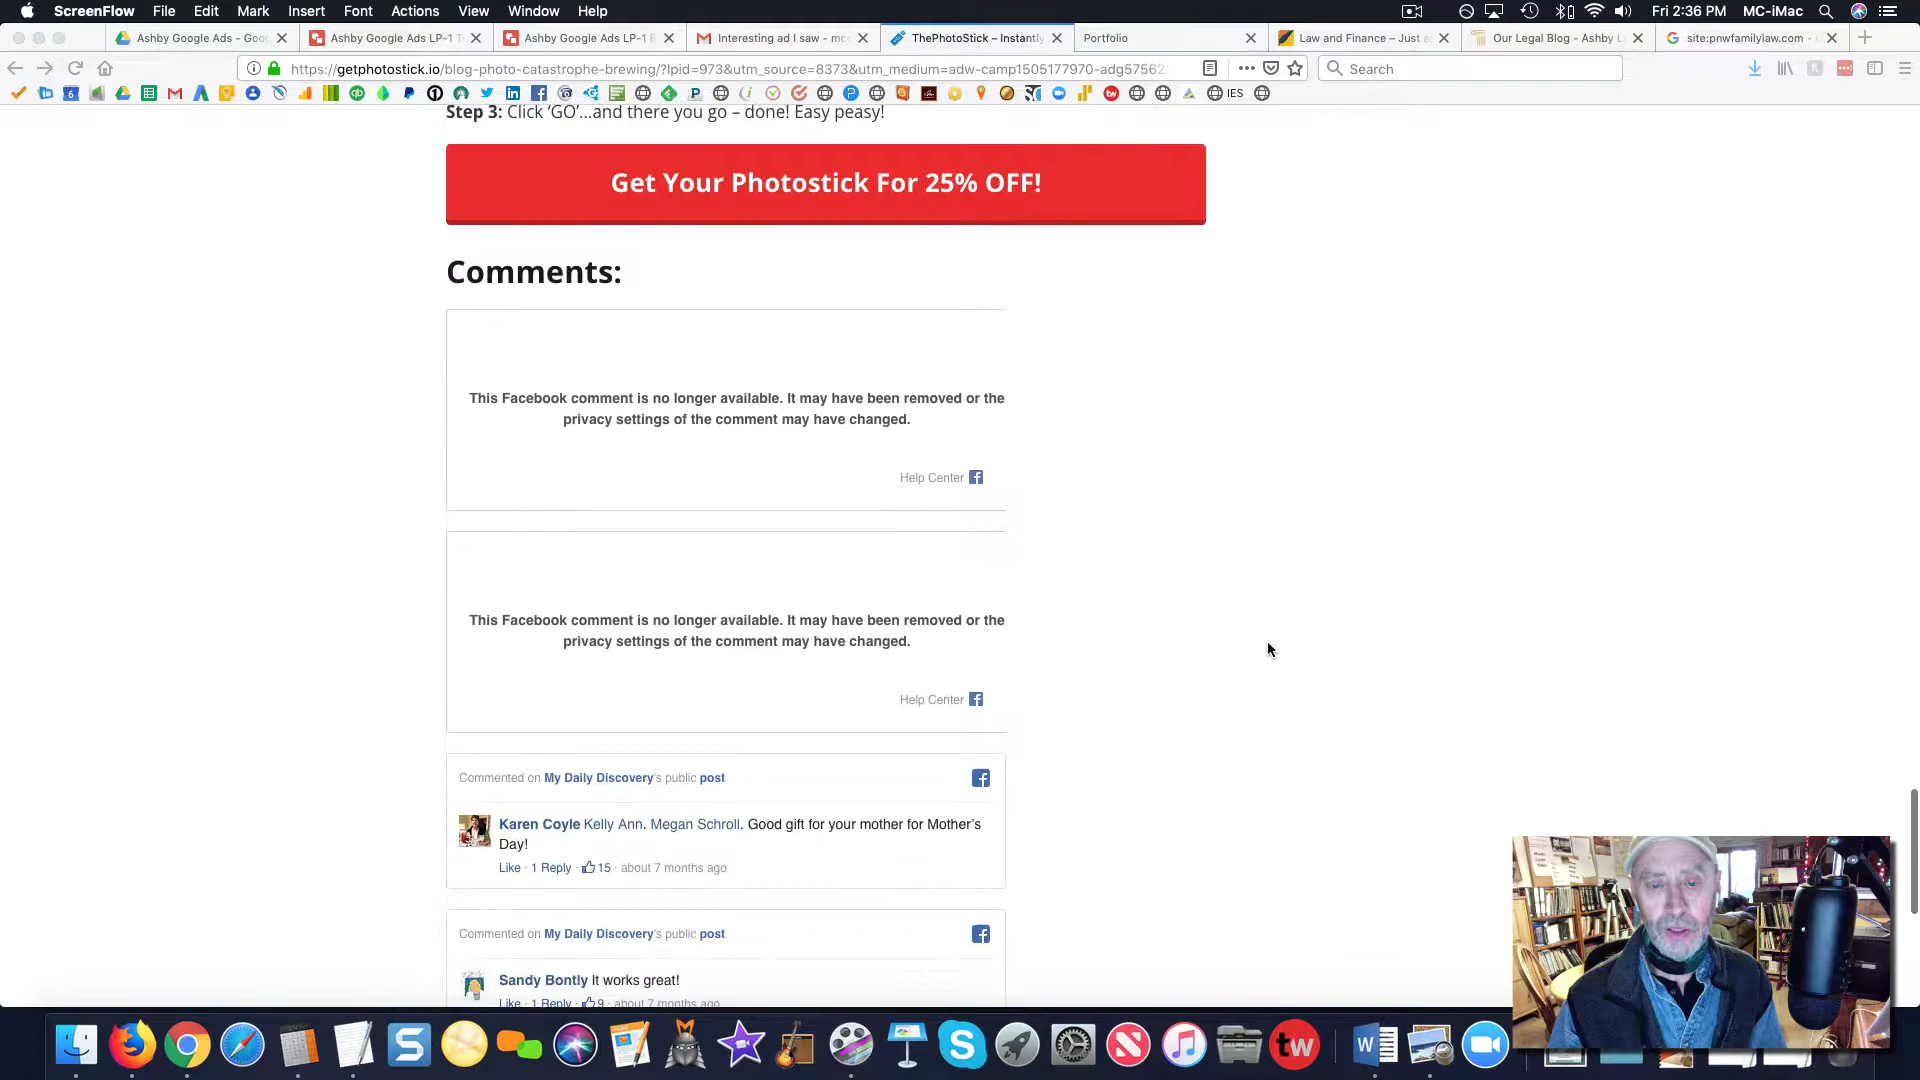 ScreenFlow File Edit Mark Insert Font Actions View Window Help Fri 2:36 PM MC-iMac
Ashby Google Ads - Goo Ashby Google Ads LP-1 T Ashby Google Ads LP-1 Interesting ad I saw - mc ThePhotoStick – Instantly Portfolio Law and Finance – Just a Our Legal Blog - Ashby L site:pnwfamilylaw.com -
https://getphotostick.io/blog-photo-catastrophe-brewing/?lpid=973&utm_source=8373&utm_medium=adw-camp1505177970-adg57562 Search
IES
Step 3: Click ‘GO’...and there you go – done! Easy peasy!
Get Your Photostick For 25% OFF!
Comments:
This Facebook comment is no longer available. It may have been removed or the
privacy settings of the comment may have changed.
Help Center
This Facebook comment is no longer available. It may have been removed or the
privacy settings of the comment may have changed.
Help Center
Commented on My Daily Discovery's public post
Karen Coyle Kelly Ann. Megan Schroll. Good gift for your mother for Mother's
Day!
Like · 1 Reply · 15 · about 7 months ago
Commented on My Daily Discovery's public post
Sandy Bontly It works great!
Like · 1 Reply · 9 · about 7 months ago
tw